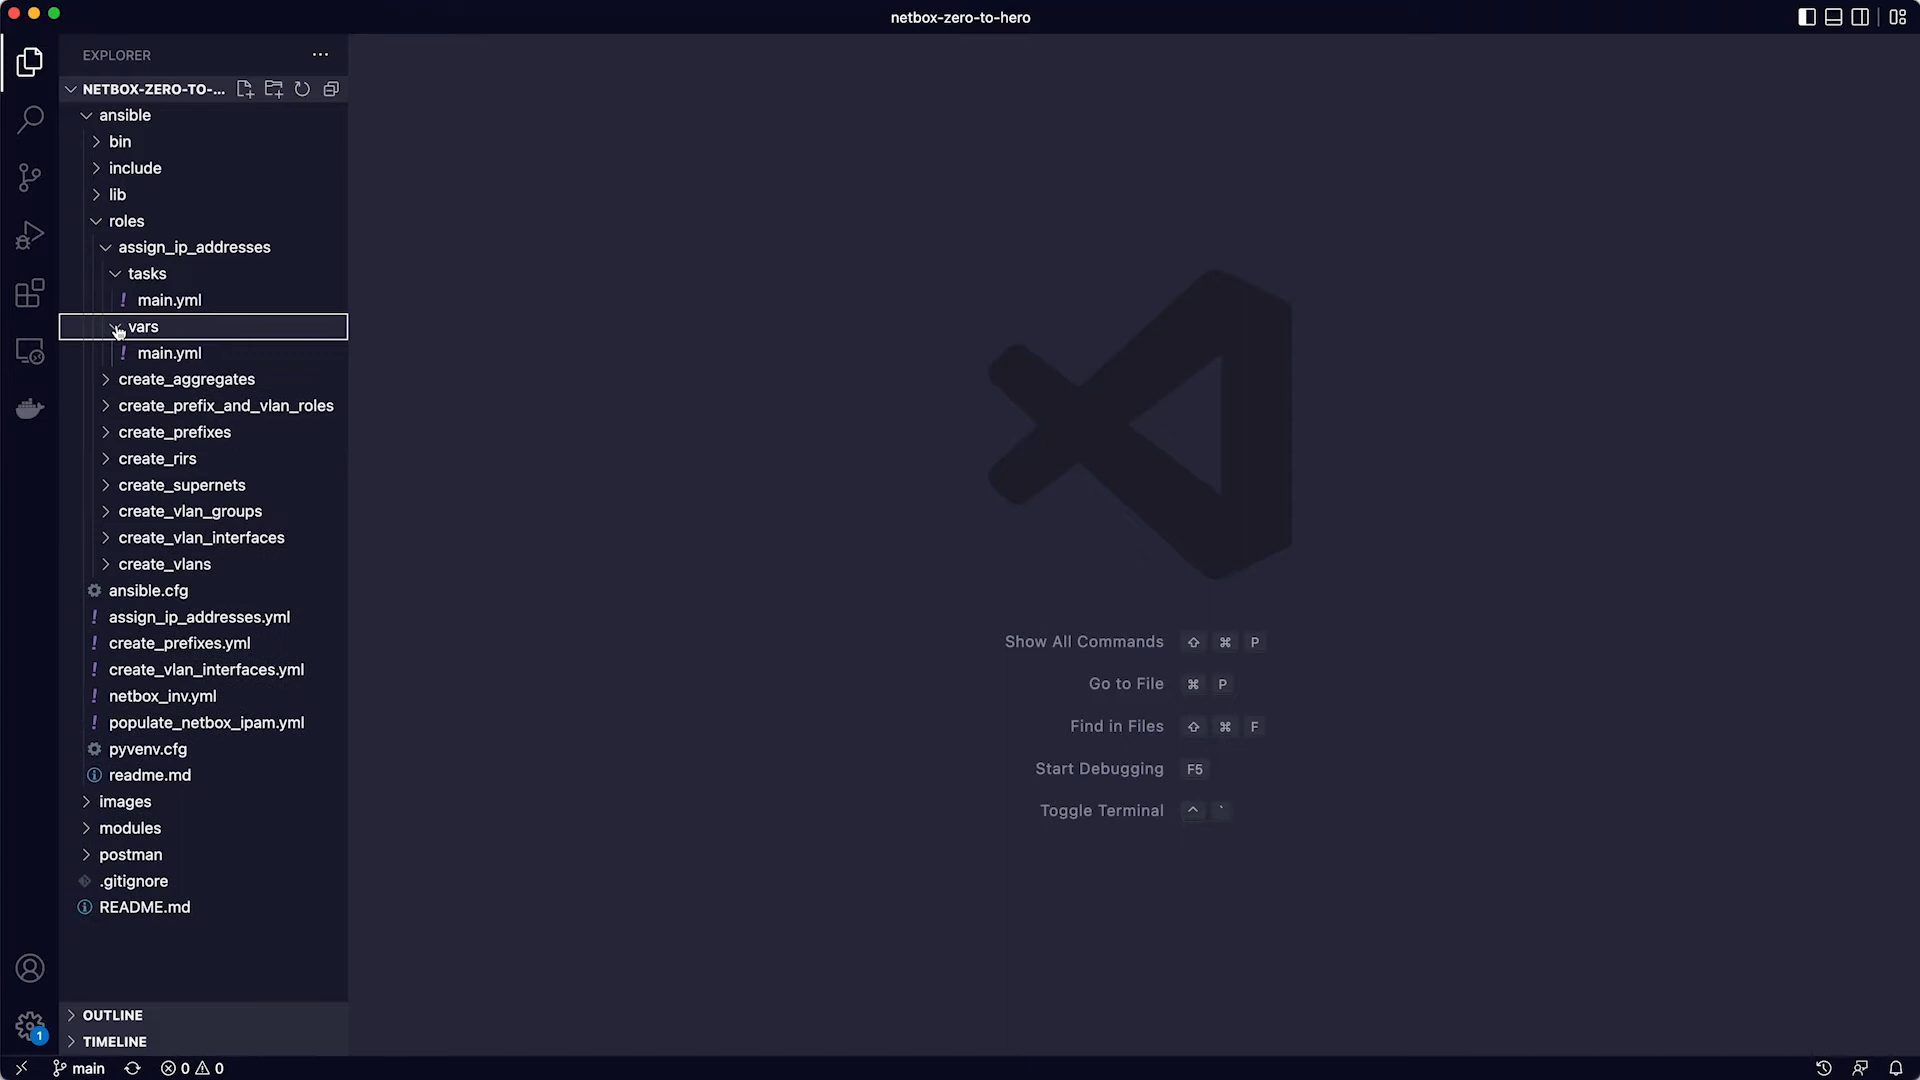 netbox-zero-to-hero
EXPLORER
NETBOX-ZERO-TO-...
ansible
bin
include
lib
roles
assign_ip_addresses
tasks
! main.yml
vars
! main.yml
create_aggregates
create_prefix_and_vlan_roles
create_prefixes
create_rirs
create_supernets
create_vlan_groups
create_vlan_interfaces
create_vlans
ansible.cfg
! assign_ip_addresses.yml
! create_prefixes.yml
! create_vlan_interfaces.yml
! netbox_inv.yml
! populate_netbox_ipam.yml
pyvenv.cfg
readme.md
images
modules
postman
.gitignore
README.md
OUTLINE
TIMELINE
1
main
0 0
Show All Commands ⇧ ⌘ P
Go to File ⌘ P
Find in Files ⇧ ⌘ F
Start Debugging F5
Toggle Terminal ^ `